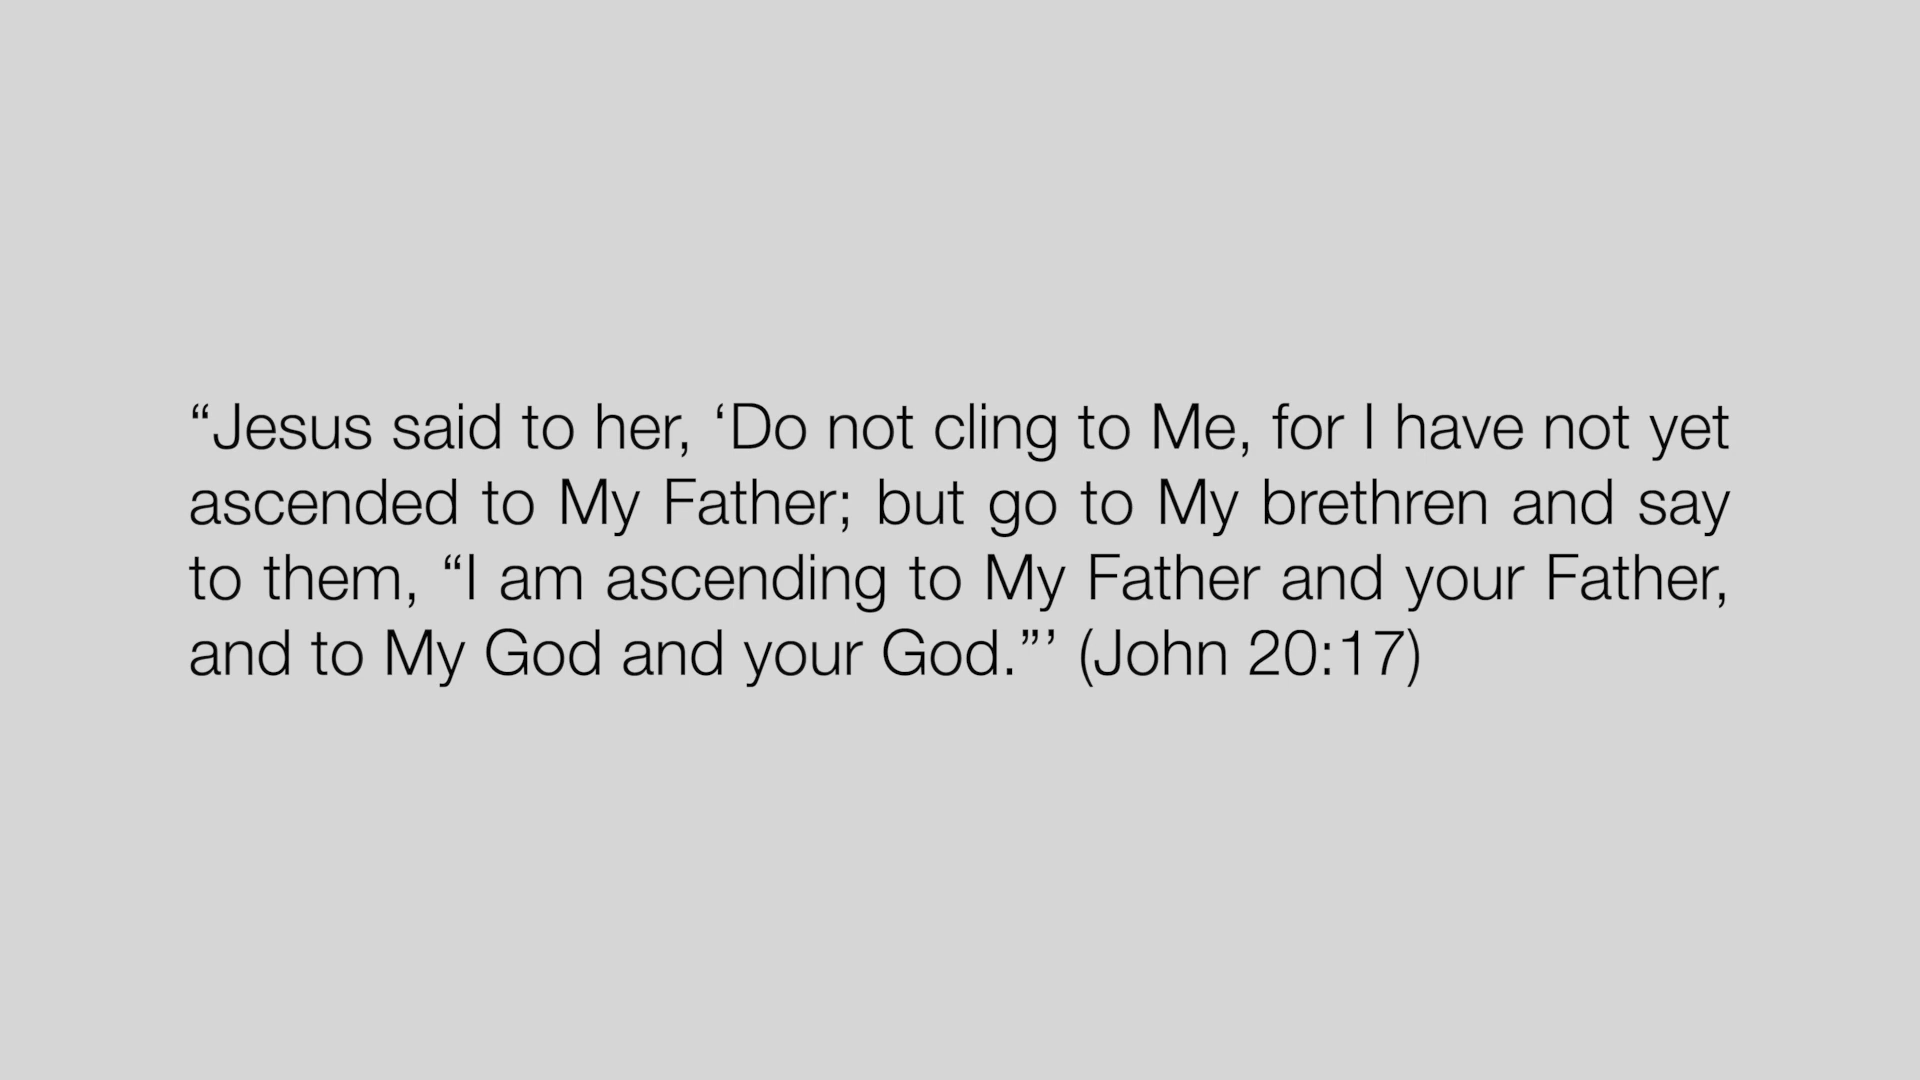 “Jesus said to her, ‘Do not cling to Me, for I have not yet
ascended to My Father; but go to My brethren and say
to them, “I am ascending to My Father and your Father,
and to My God and your God.”’ (John 20:17)